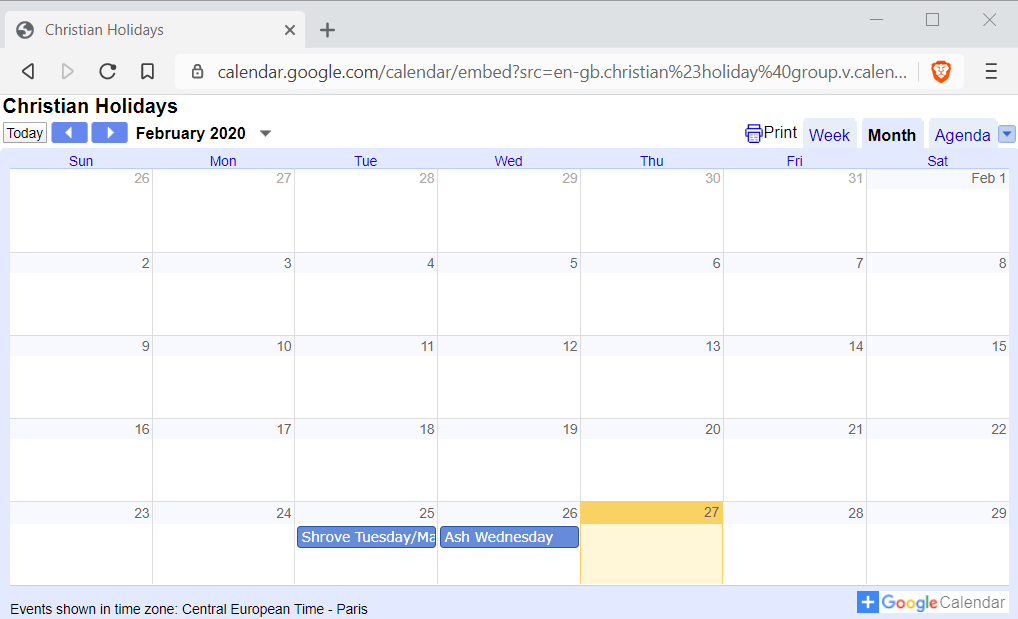 Christian Holidays
calendar.google.com/calendar/embed?src=en-gb.christian%23holiday%40group.v.calen...
Christian Holidays
Today February 2020 Print Week Month Agenda
Sun Mon Tue Wed Thu Fri Sat
26 27 28 29 30 31 Feb 1
2 3 4 5 6 7 8
9 10 11 12 13 14 15
16 17 18 19 20 21 22
23 24 25 26 27 28 29
Shrove Tuesday/Ma Ash Wednesday
Events shown in time zone: Central European Time - Paris
Google Calendar